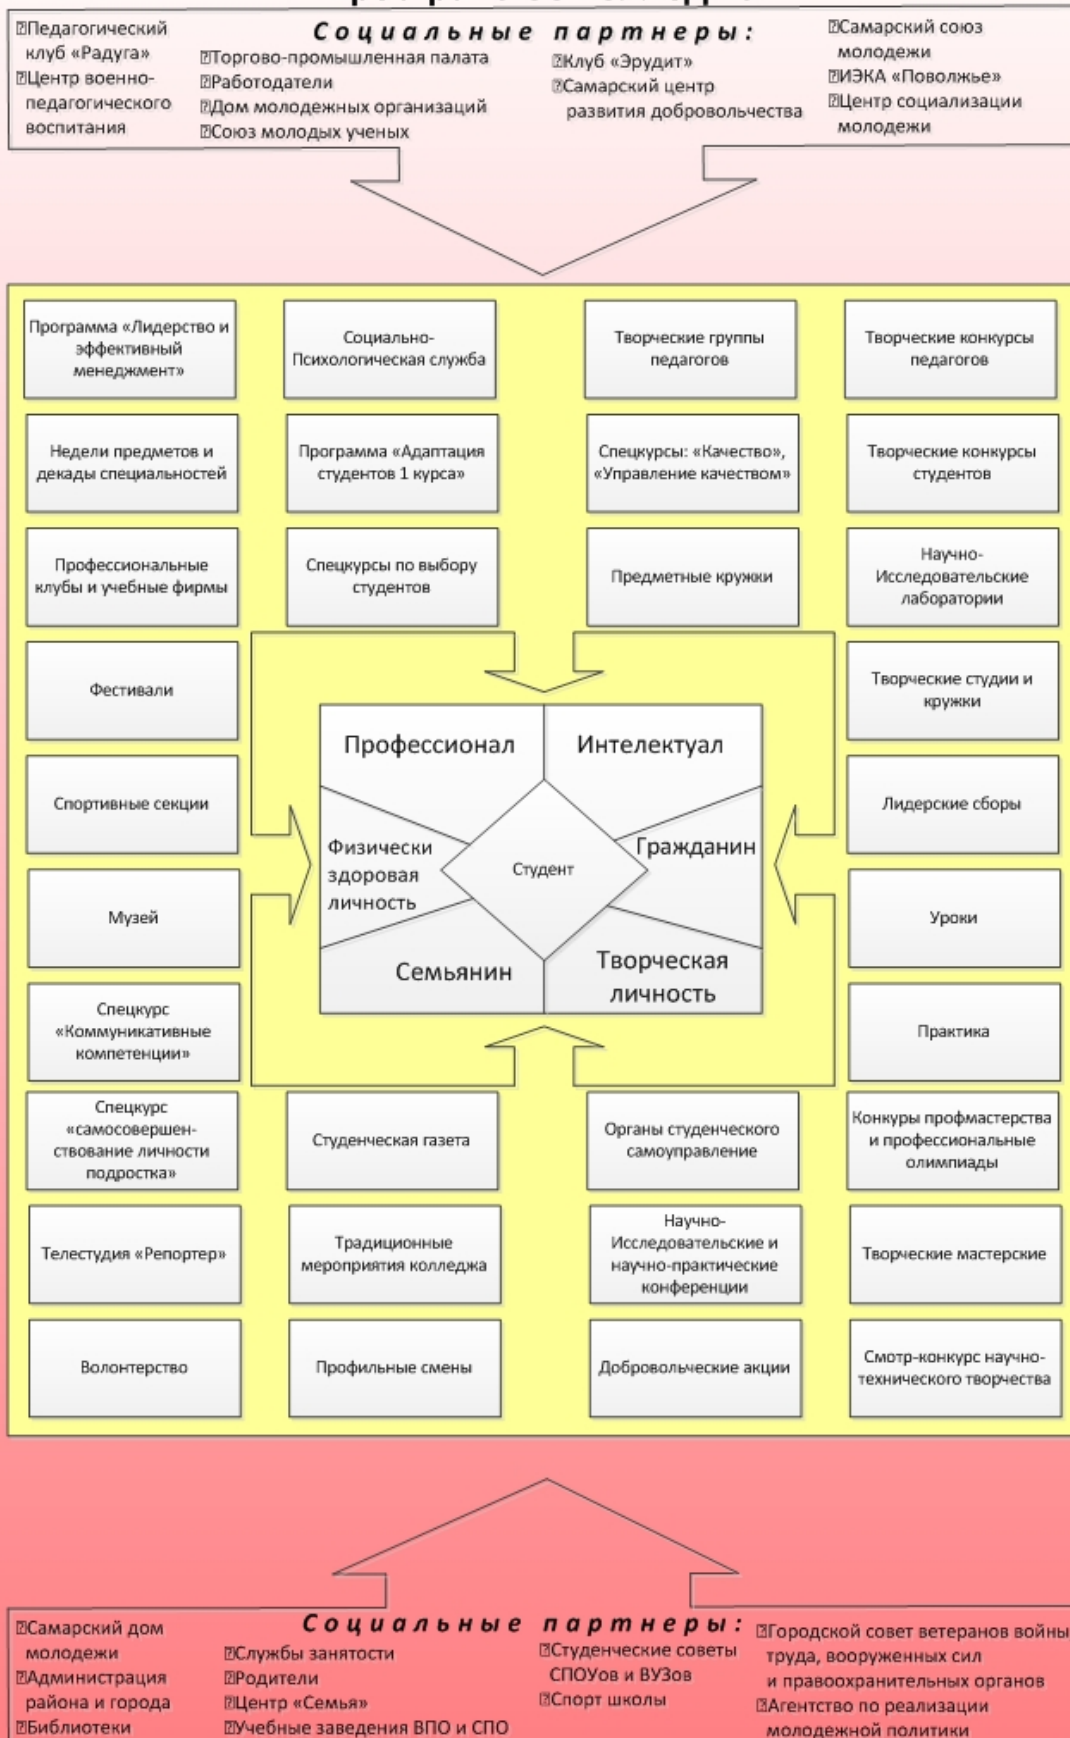 Социальные партнеры:
Педагогический
клуб «Радуга»
Центр военно-
педагогического
воспитания
Торгово-промышленная палата
Работодатели
Дом молодежных организаций
Союз молодых ученых
Клуб «Эрудит»
Самарский центр
развития добровольчества
Самарский союз
молодежи
ИЭКА «Поволжье»
Центр социализации
молодежи
Программа «Лидерство и
эффективный
менеджмент»
Социально-
Психологическая служба
Творческие группы
педагогов
Творческие конкурсы
педагогов
Недели предметов и
декады специальностей
Программа «Адаптация
студентов 1 курса»
Спецкурсы: «Качество»,
«Управление качеством»
Творческие конкурсы
студентов
Профессиональные
клубы и учебные фирмы
Спецкурсы по выбору
студентов
Предметные кружки
Научно-
Исследовательские
лаборатории
Фестивали
Творческие студии и
кружки
Спортивные секции
Лидерские сборы
Музей
Уроки
Спецкурс
«Коммуникативные
компетенции»
Практика
Профессионал
Интелектуал
Физически
здоровая
личность
Студент
Гражданин
Семьянин
Творческая
личность
Спецкурс
«самосовершен-
ствование личности
подростка»
Студенческая газета
Органы студенческого
самоуправление
Конкуры профмастерства
и профессиональные
олимпиады
Телестудия «Репортер»
Традиционные
мероприятия колледжа
Научно-
Исследовательские и
научно-практические
конференции
Творческие мастерские
Волонтерство
Профильные смены
Добровольческие акции
Смотр-конкурс научно-
технического творчества
Социальные партнеры:
Самарский дом
молодежи
Администрация
района и города
Библиотеки
Службы занятости
Родители
Центр «Семья»
Учебные заведения ВПО и СПО
Студенческие советы
СПОУов и ВУЗов
Спорт школы
Городской совет ветеранов войны
труда, вооруженных сил
и правоохранительных органов
Агентство по реализации
молодежной политики